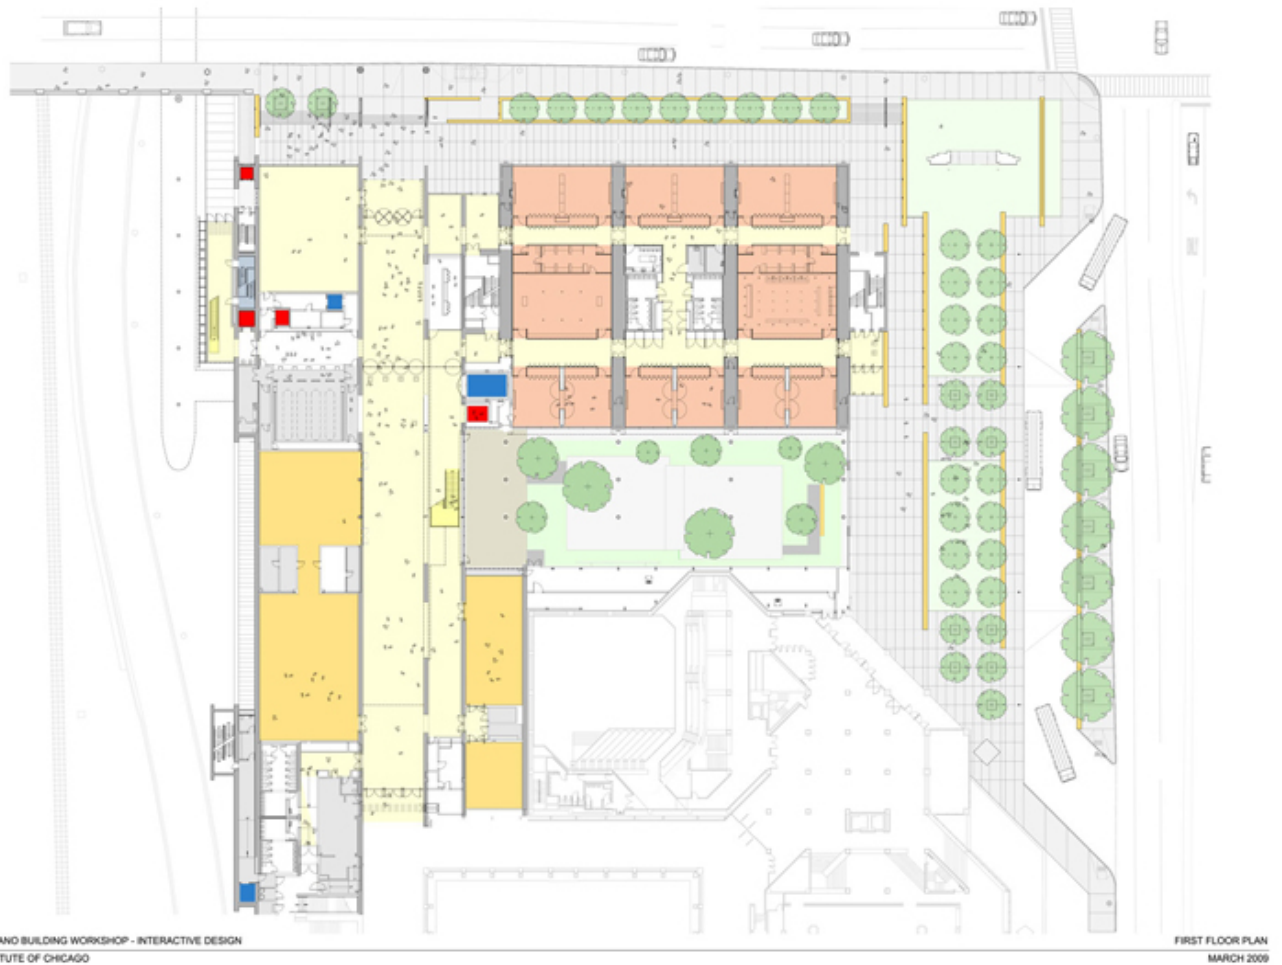 ANO BUILDING WORKSHOP - INTERACTIVE DESIGN
FIRST FLOOR PLAN
TUTE OF CHICAGO
MARCH 2009